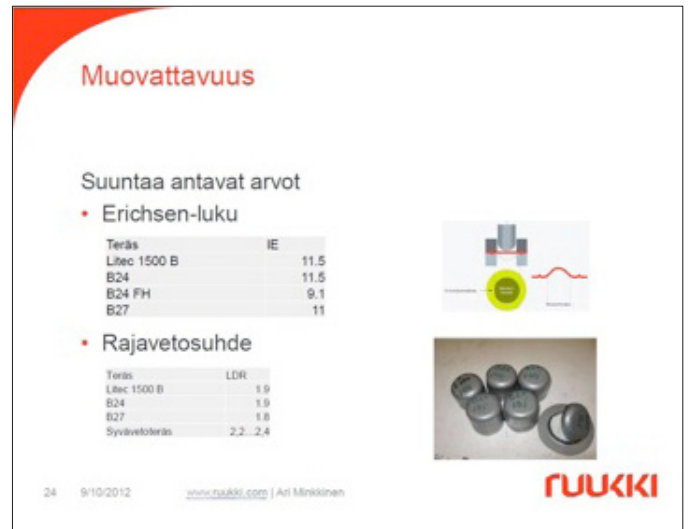 Muovattavuus
Suuntaa antavat arvot
• Erichsen-luku
Teräs IE
Litec 1500 B 11.5
B24 11.5
B24 FH 9.1
B27 11
• Rajavetosuhde
Teräs LDR
Litec 1500 B 1.9
B24 1.9
B27 1.8
Syvävetoteräs 2,2...2,4
24 9/10/2012 www.ruukki.com | Ari Minkkinen
RUUKKI